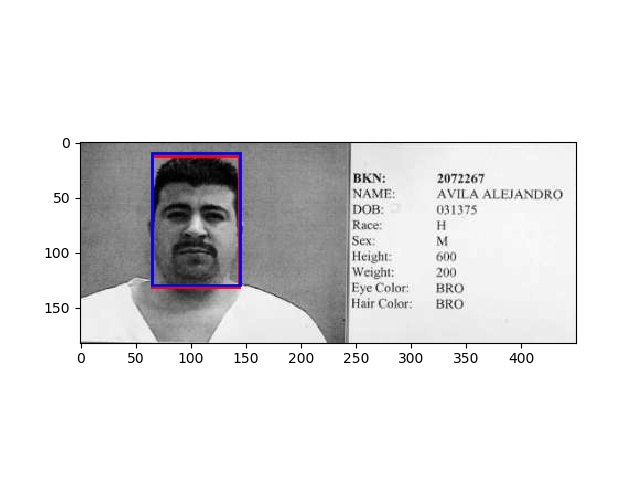 0
50
100
150
0 50 100 150 200 250 300 350 400
BKN: 2072267
NAME: AVILA ALEJANDRO
DOB: 031375
Race: H
Sex: M
Height: 600
Weight: 200
Eye Color: BRO
Hair Color: BRO